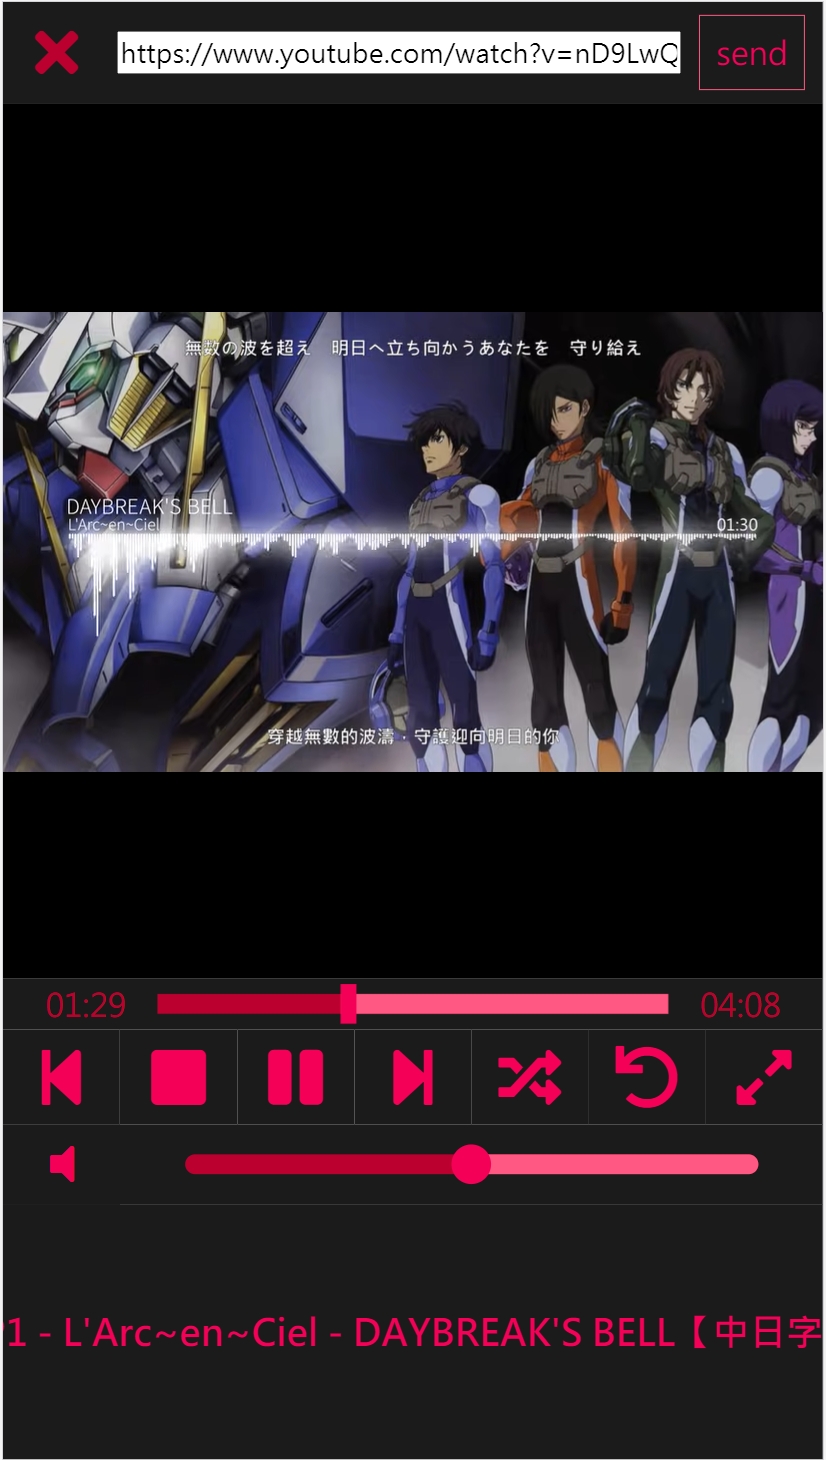 https://www.youtube.com/watch?v=nD9LwQ
send
無数の波を超え　明日へ立ち向かうあなたを　守り給え
DAYBREAK'S BELL
L'Arc~en~Ciel
01:30
穿越無數的波濤．守護迎向明日的你
01:29
04:08
1 - L'Arc~en~Ciel - DAYBREAK'S BELL【中日字